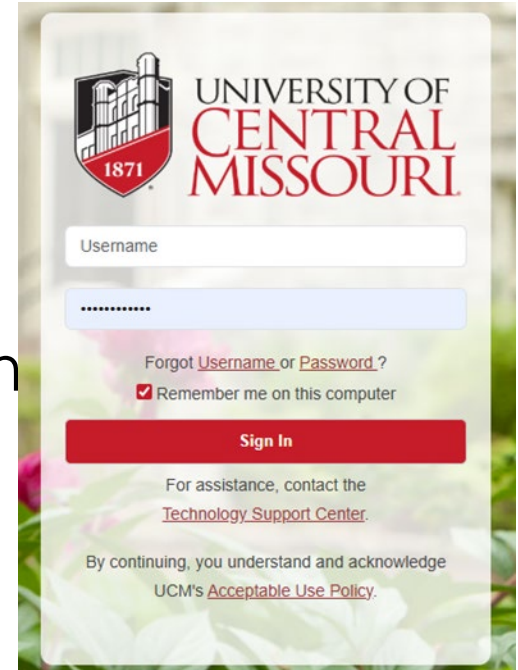 UNIVERSITY OF
CENTRAL
MISSOURI
1871
Username
••••••••••••
n
Forgot Username or Password ?
Remember me on this computer
Sign In
For assistance, contact the
Technology Support Center.
By continuing, you understand and acknowledge
UCM's Acceptable Use Policy.